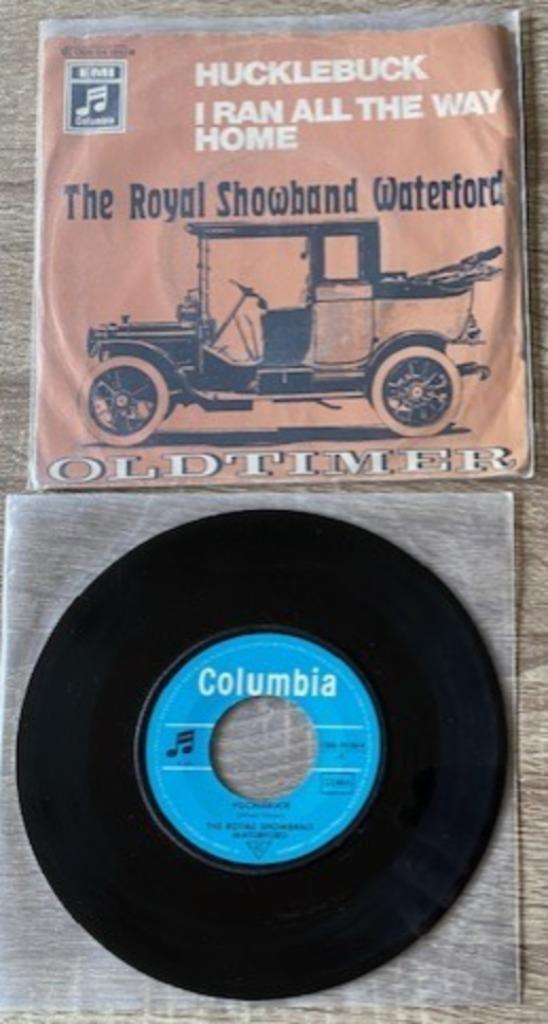 EMI
Columbia
HUCKLEBUCK
I RAN ALL THE WAY
HOME
The Royal Showband Waterford
OLDTIMER
Columbia
HUCKLEBUCK
THE ROYAL SHOWBAND
WATERFORD